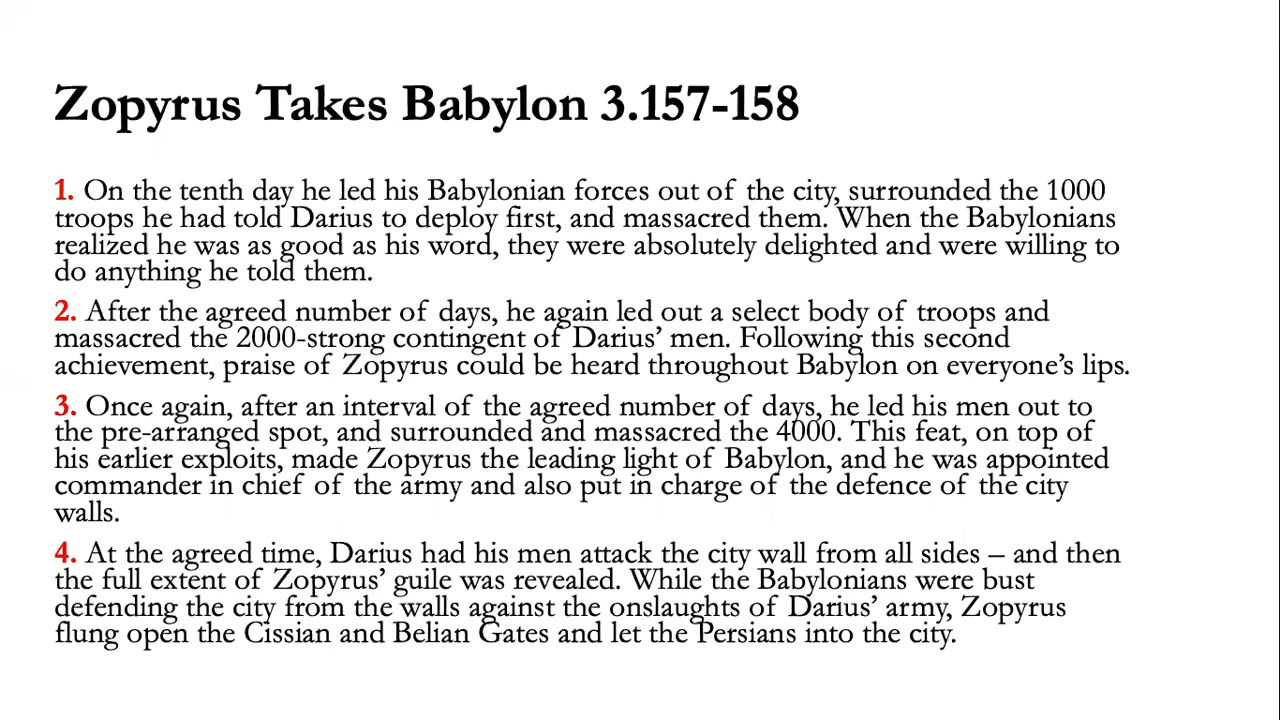 Zopyrus Takes Babylon 3.157-158
1. On the tenth day he led his Babylonian forces out of the city, surrounded the 1000
troops he had told Darius to deploy first, and massacred them. When the Babylonians
realized he was as good as his word, they were absolutely delighted and were willing to
do anything he told them.
2. After the agreed number of days, he again led out a select body of troops and
massacred the 2000-strong contingent of Darius’ men. Following this second
achievement, praise of Zopyrus could be heard throughout Babylon on everyone’s lips.
3. Once again, after an interval of the agreed number of days, he led his men out to
the pre-arranged spot, and surrounded and massacred the 4000. This feat, on top of
his earlier exploits, made Zopyrus the leading light of Babylon, and he was appointed
commander in chief of the army and also put in charge of the defence of the city
walls.
4. At the agreed time, Darius had his men attack the city wall from all sides – and then
the full extent of Zopyrus’ guile was revealed. While the Babylonians were bust
defending the city from the walls against the onslaughts of Darius’ army, Zopyrus
flung open the Cissian and Belian Gates and let the Persians into the city.